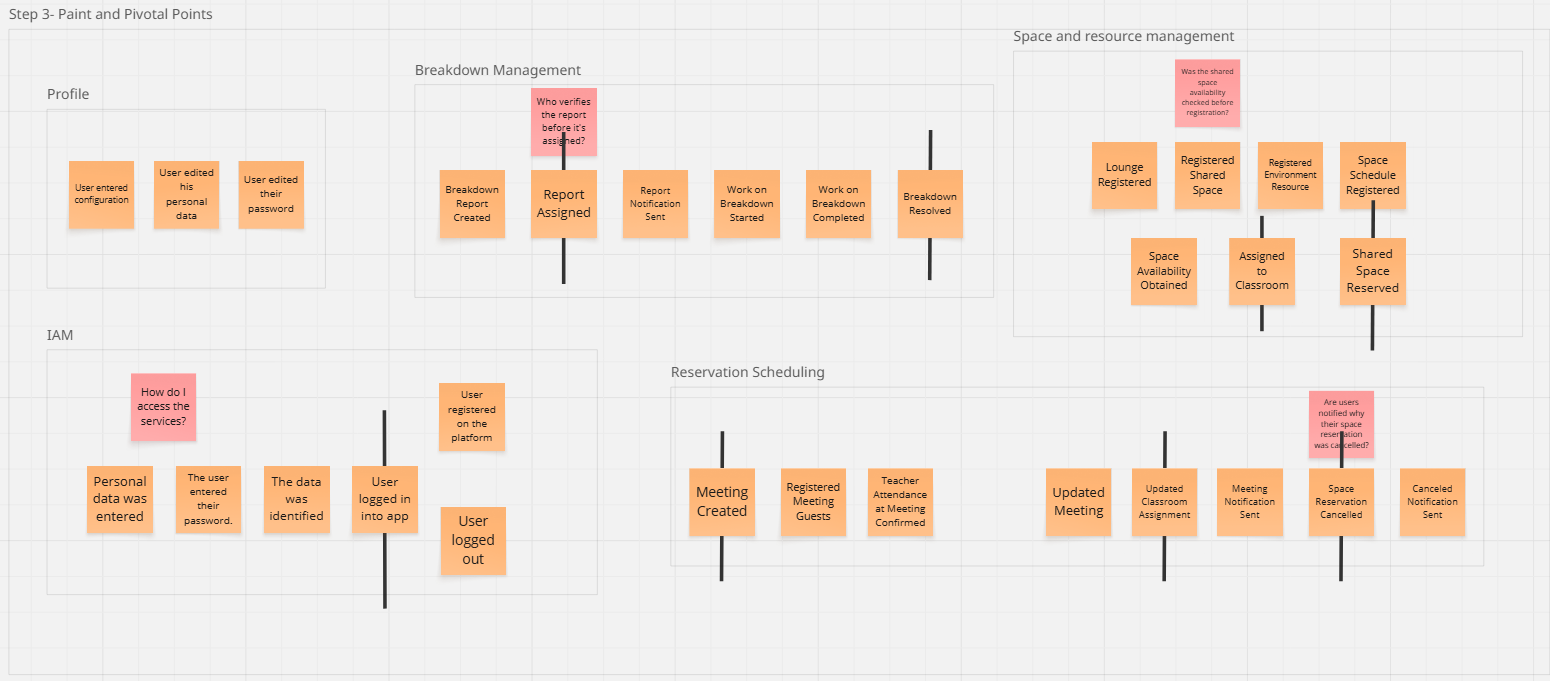 Step 3- Paint and Pivotal Points
Profile
User entered
configuration
User edited
his
personal
data
User edited
their
password
Breakdown Management
Who verifies
the report
before it's
assigned?
Breakdown
Report
Created
Report
Assigned
Report
Notification
Sent
Work on
Breakdown
Started
Work on
Breakdown
Completed
Breakdown
Resolved
Space and resource management
Was the shared
space
availability
checked before
registration?
Lounge
Registered
Registered
Shared
Space
Registered
Environment
Resource
Space
Schedule
Registered
Space
Availability
Obtained
Assigned
to
Classroom
Shared
Space
Reserved
IAM
How do I
access the
services?
User
registered
on the
platform
Personal
data was
entered
The user
entered
their
password.
The data
was
identified
User
logged in
into app
User
logged
out
Reservation Scheduling
Are users
notified why
their space
reservation
was cancelled?
Meeting
Created
Registered
Meeting
Guests
Teacher
Attendance
at Meeting
Confirmed
Updated
Meeting
Updated
Classroom
Assignment
Meeting
Notification
Sent
Space
Reservation
Cancelled
Canceled
Notification
Sent